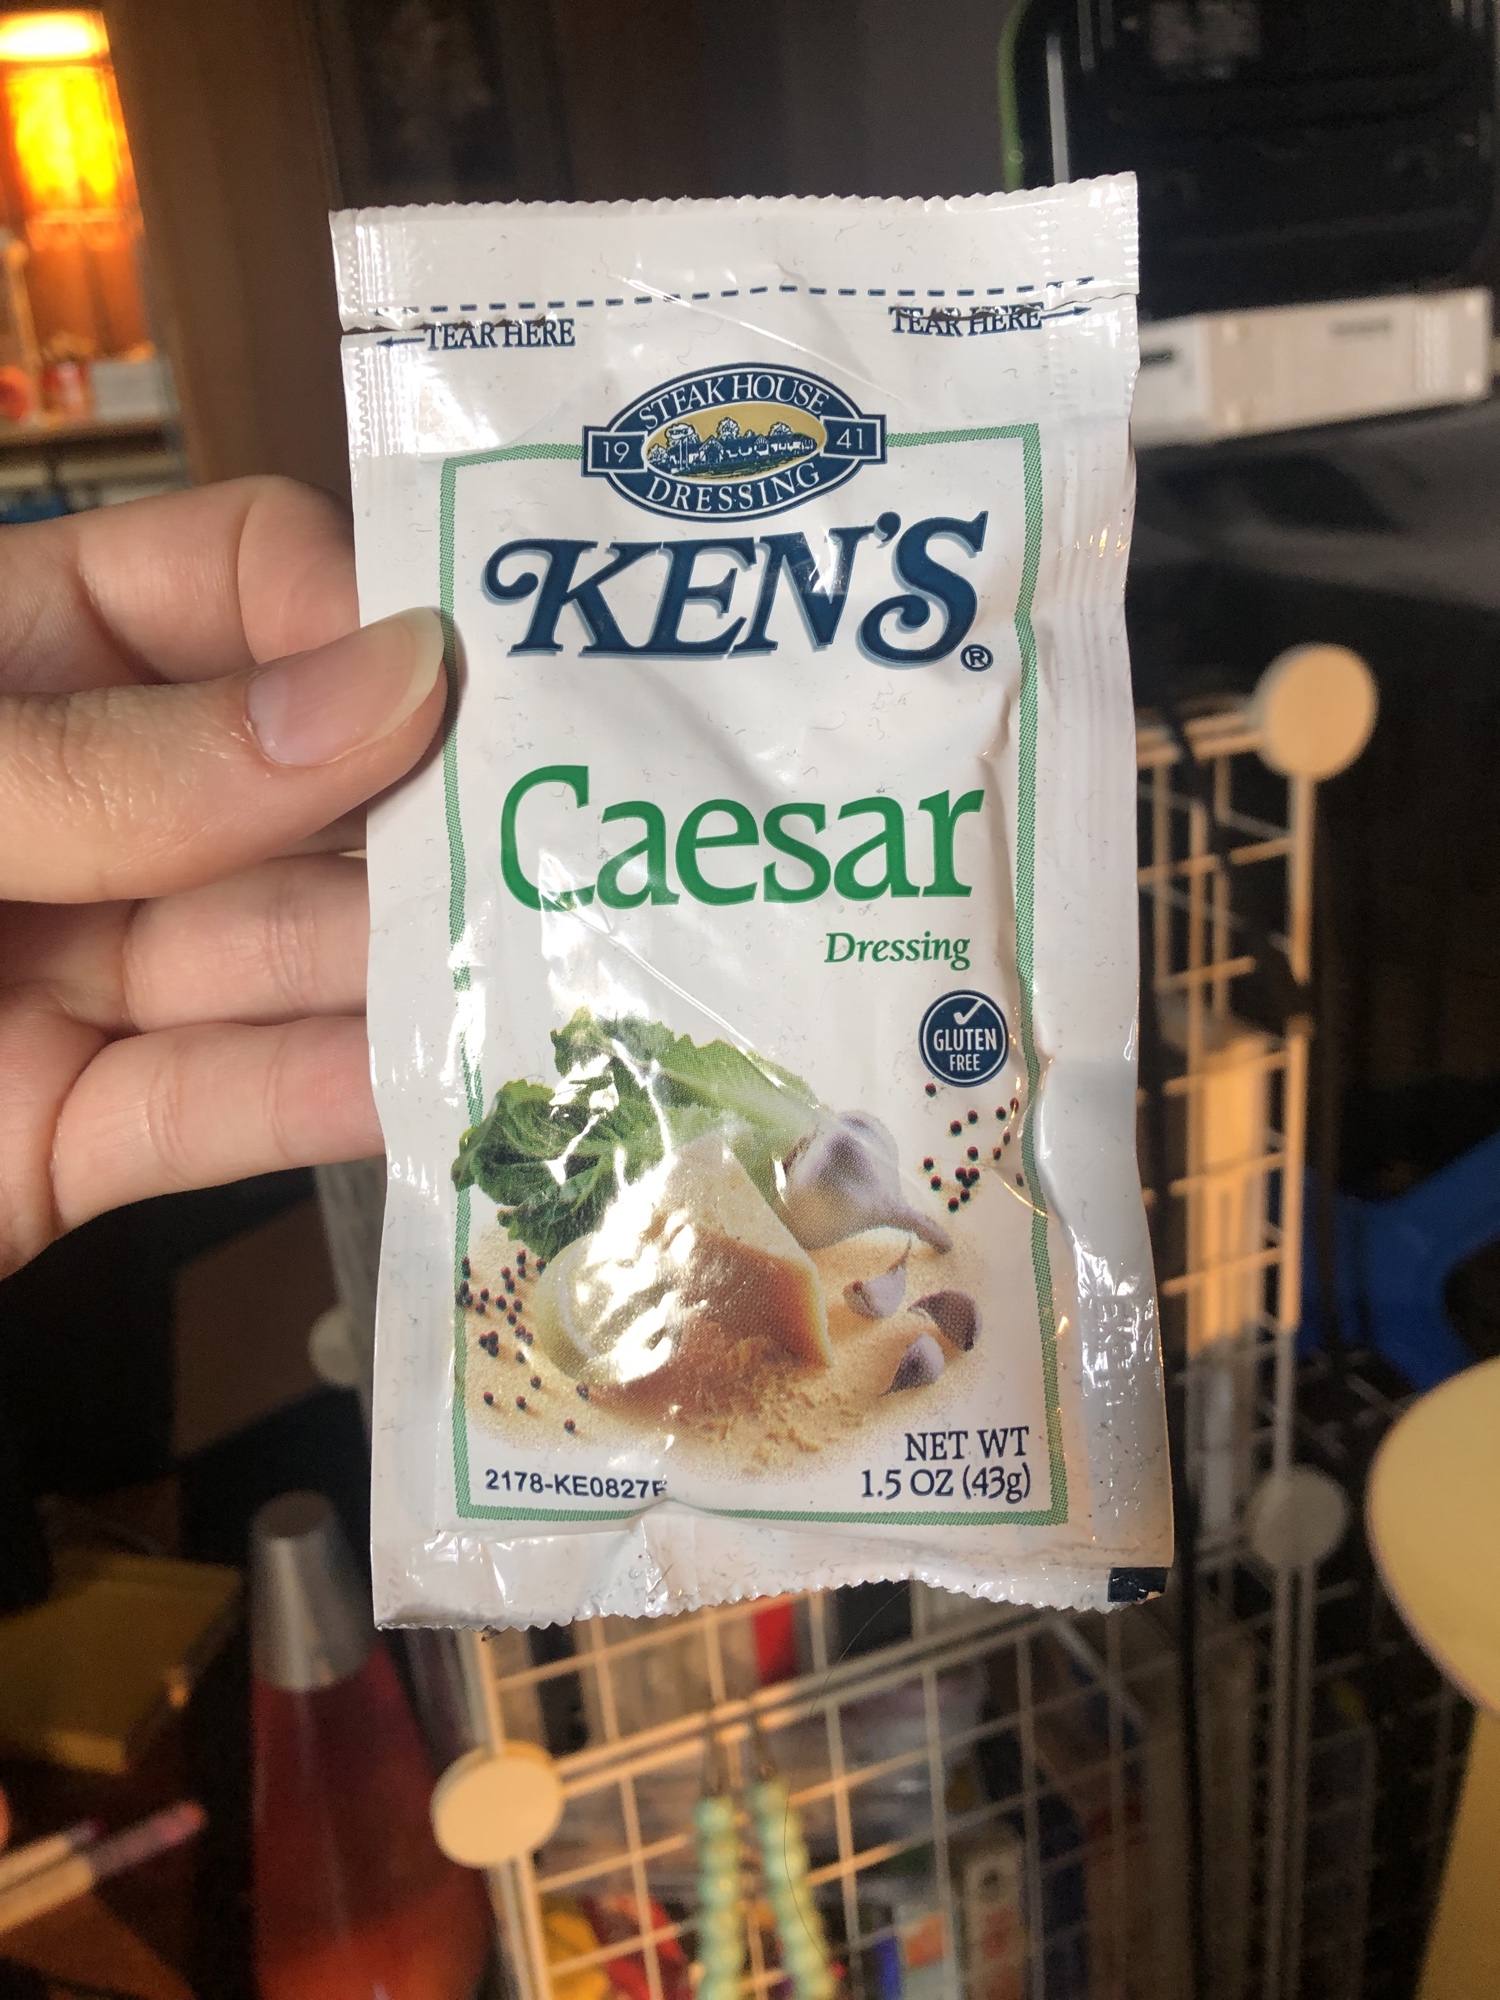 TEAR HERE
TEAR HERE
STEAK HOUSE
19 41
DRESSING
KEN'S®
Caesar
Dressing
GLUTEN
FREE
NET WT
1.5 OZ (43g)
2178-KE0827F